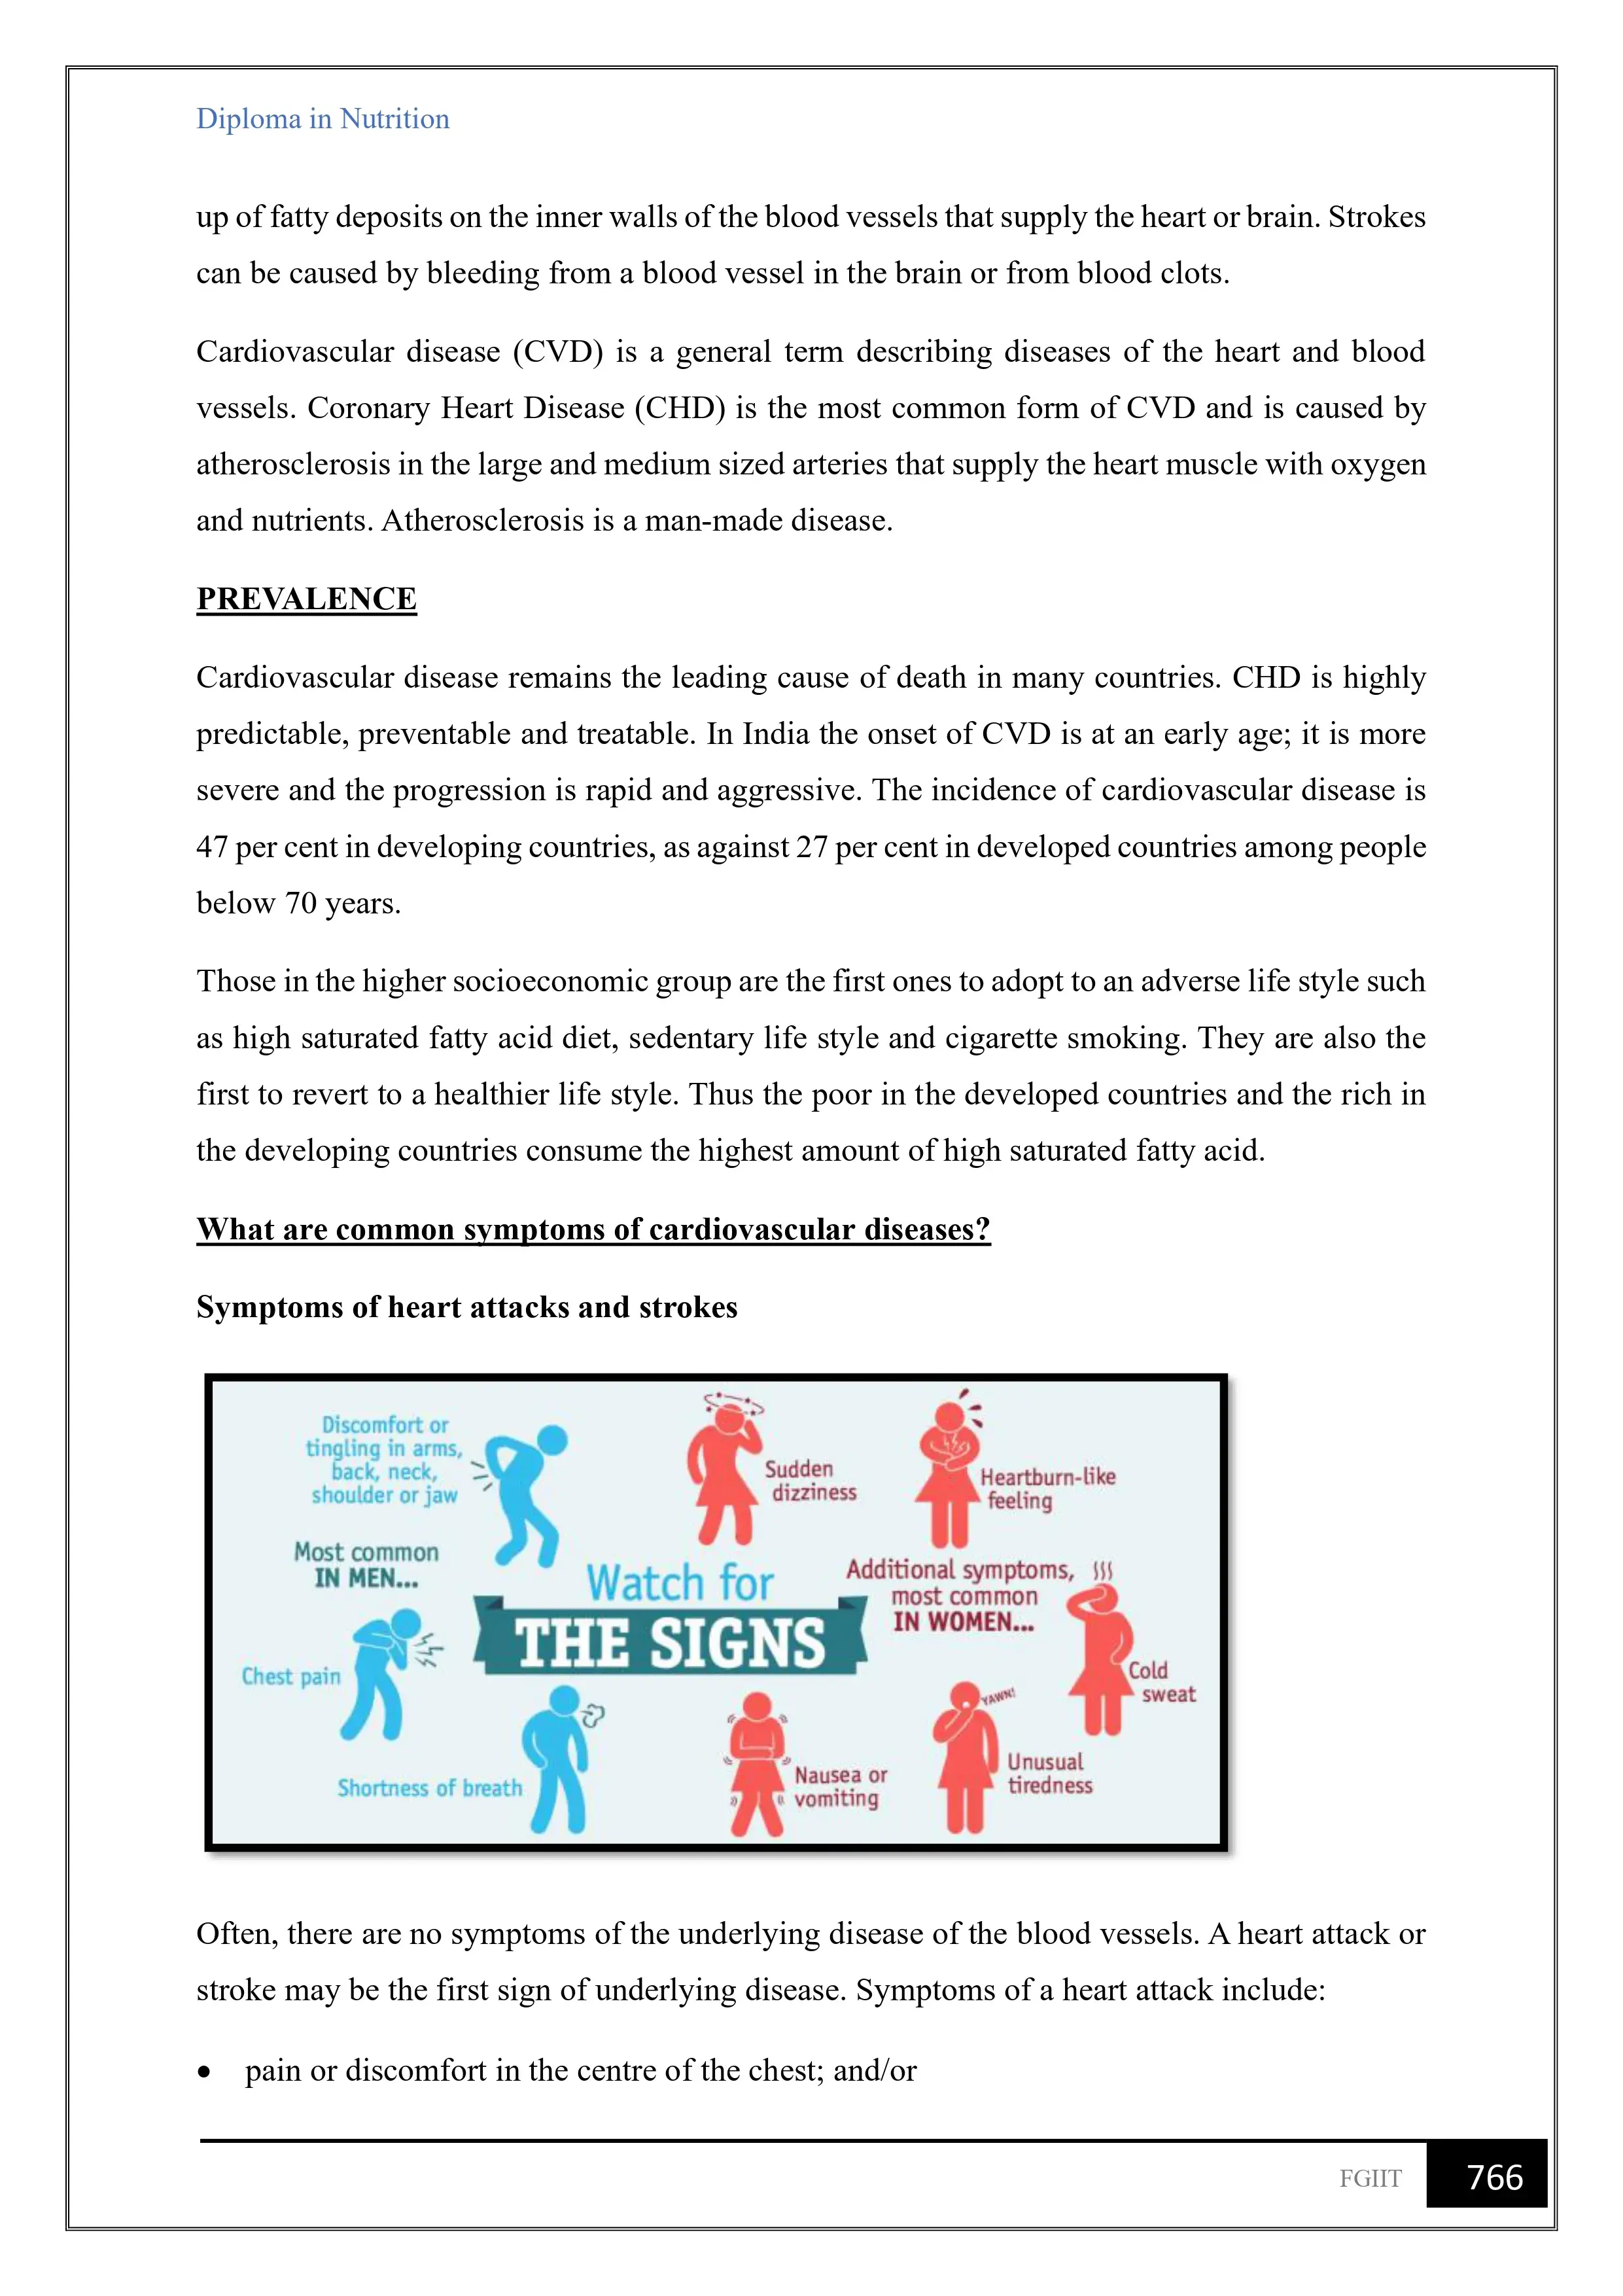 Diploma in Nutrition
up of fatty deposits on the inner walls of the blood vessels that supply the heart or brain. Strokes
can be caused by bleeding from a blood vessel in the brain or from blood clots.
Cardiovascular disease (CVD) is a general term describing diseases of the heart and blood
vessels. Coronary Heart Disease (CHD) is the most common form of CVD and is caused by
atherosclerosis in the large and medium sized arteries that supply the heart muscle with oxygen
and nutrients. Atherosclerosis is a man-made disease.
PREVALENCE
Cardiovascular disease remains the leading cause of death in many countries. CHD is highly
predictable, preventable and treatable. In India the onset of CVD is at an early age; it is more
severe and the progression is rapid and aggressive. The incidence of cardiovascular disease is
47 per cent in developing countries, as against 27 per cent in developed countries among people
below 70 years.
Those in the higher socioeconomic group are the first ones to adopt to an adverse life style such
as high saturated fatty acid diet, sedentary life style and cigarette smoking. They are also the
first to revert to a healthier life style. Thus the poor in the developed countries and the rich in
the developing countries consume the highest amount of high saturated fatty acid.
What are common symptoms of cardiovascular diseases?
Symptoms of heart attacks and strokes
Discomfort or
tingling in arms,
back, neck,
shoulder or jaw
Sudden
dizziness
Heartburn-like
feeling
Most common
IN MEN...
Watch for
THE SIGNS
Additional symptoms,
most common
IN WOMEN...
Chest pain
Cold
sweat
Shortness of breath
Nausea or
vomiting
YAWN!
Unusual
tiredness
Often, there are no symptoms of the underlying disease of the blood vessels. A heart attack or
stroke may be the first sign of underlying disease. Symptoms of a heart attack include:
• pain or discomfort in the centre of the chest; and/or
FGIIT
766